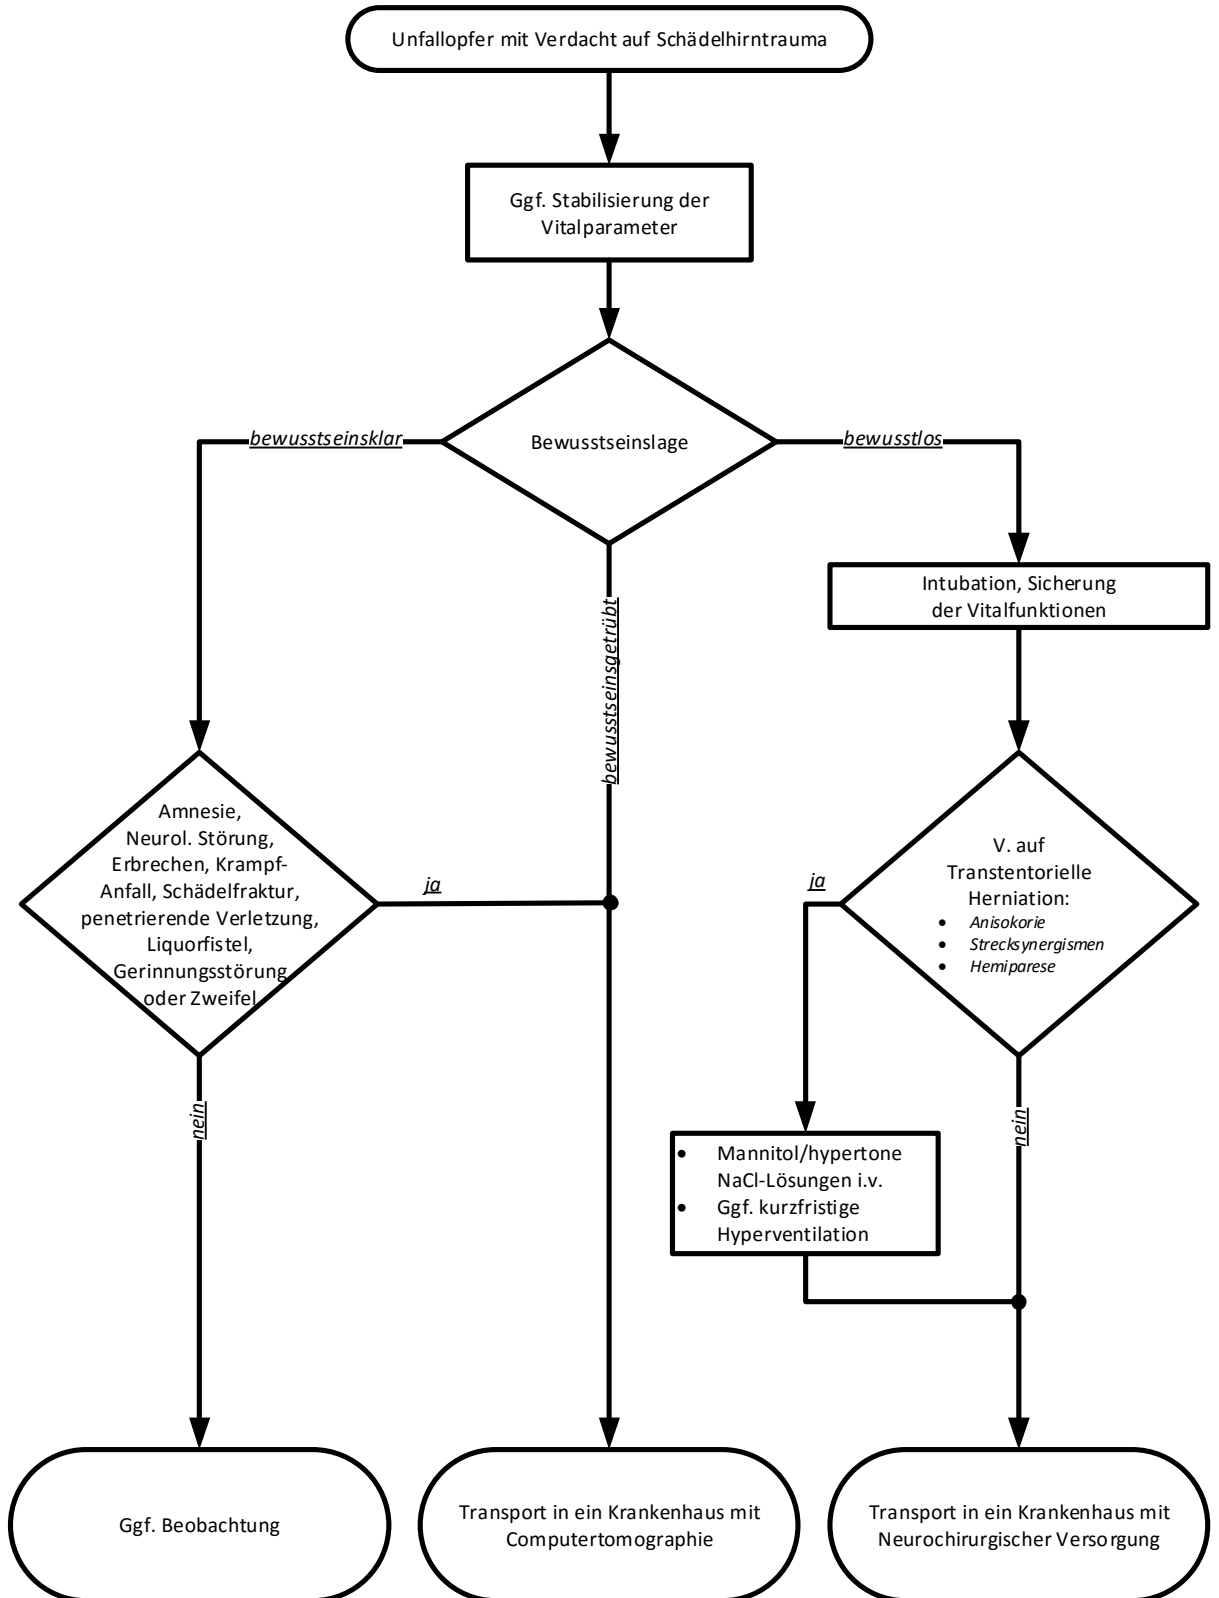 Unfallopfer mit Verdacht auf Schädelhirntrauma
Ggf. Stabilisierung der
Vitalparameter
bewusstseinsklar
Bewusstseinslage
bewusstlos
Intubation, Sicherung
der Vitalfunktionen
bewusstseinsgetrübt
Amnesie,
Neurol. Störung,
Erbrechen, Krampf-
Anfall, Schädelfraktur,
penetrierende Verletzung,
Liquorfistel,
Gerinnungsstörung
oder Zweifel
ja
ja
V. auf
Transtentorielle
Herniation:
• Anisokorie
• Strecksynergismen
• Hemiparese
nein
• Mannitol/hypertone
NaCl-Lösungen i.v.
• Ggf. kurzfristige
Hyperventilation
nein
Ggf. Beobachtung
Transport in ein Krankenhaus mit
Computertomographie
Transport in ein Krankenhaus mit
Neurochirurgischer Versorgung